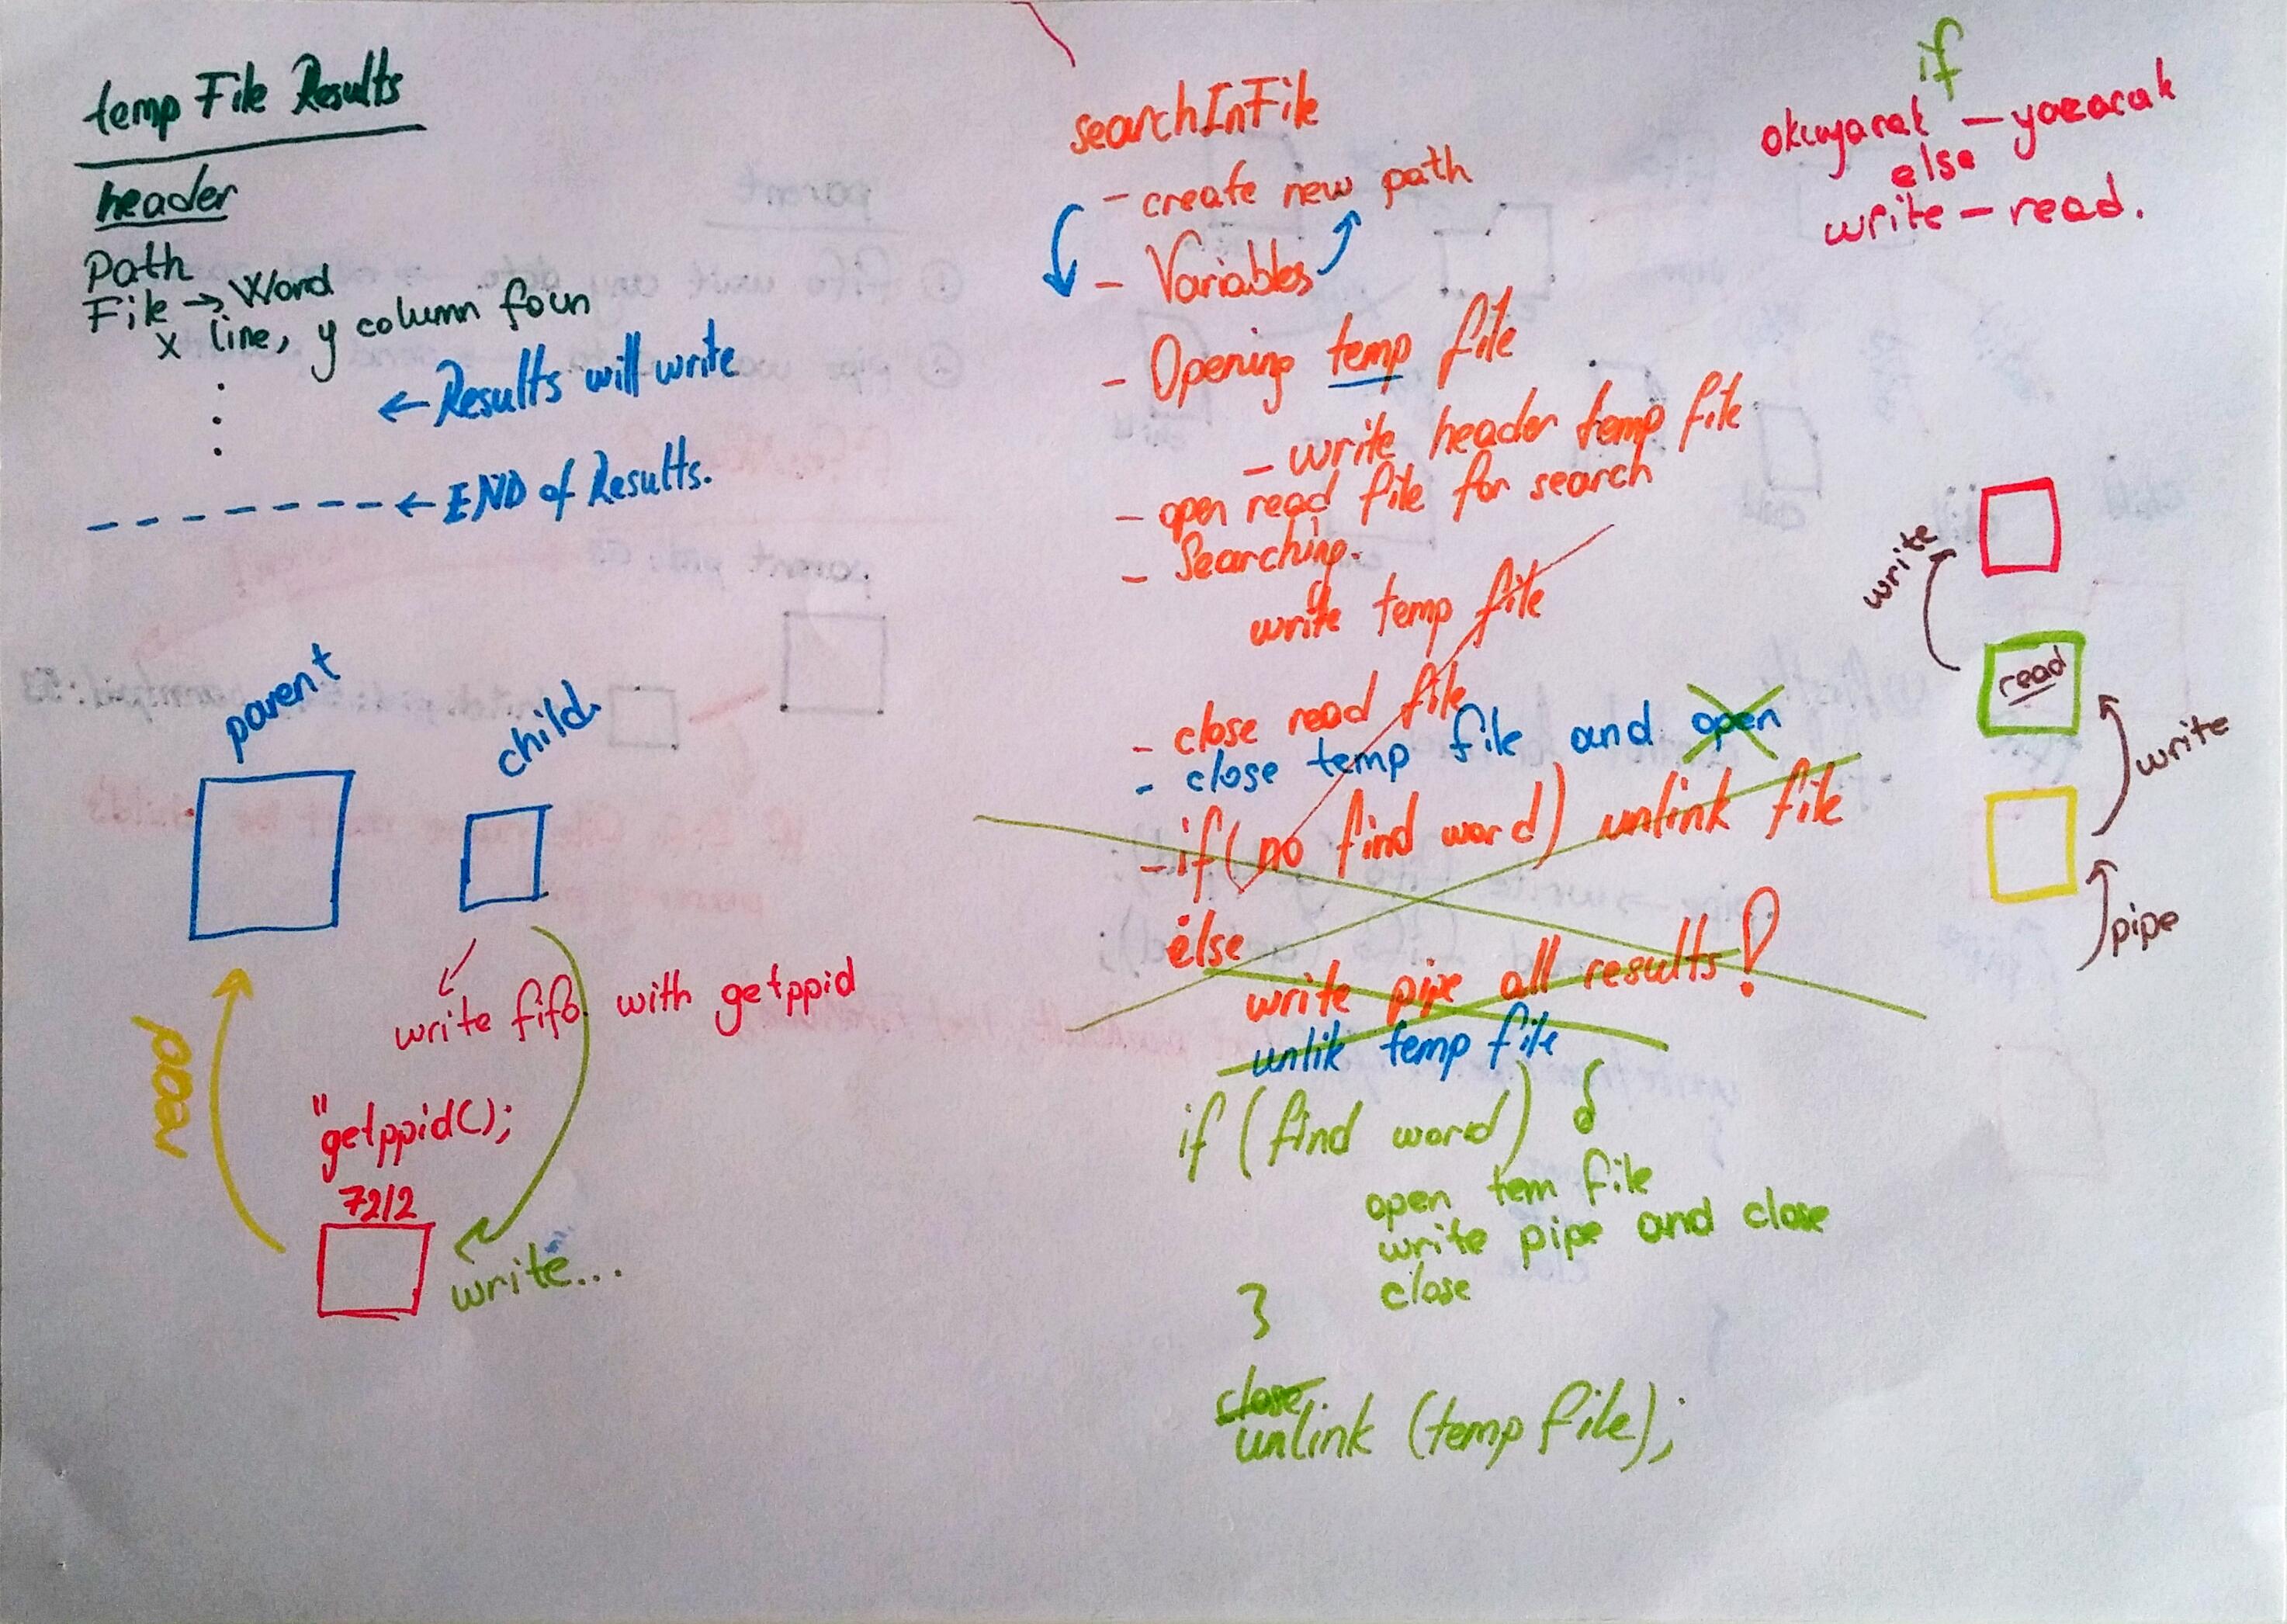 temp File Results
header
Path
File → Word
x line, y column foun
← Results will write
← END of Results.
parent
child
write fifo with getppid
read
"getppid();
7212
write...
searchInFile
- create new path
- Variables
- Opening temp file
- write header temp file
- open read file for search
- Searching.
write temp file
- close read file
- close temp file and open
- if (no find word) unlink file
else
write pipe all results!
unlik temp file
if (find word) {
open tem file
write pipe and close
close
}
close
unlink (temp file);
if
okuyarak - yazarak
else
write - read.
write
read
write
pipe